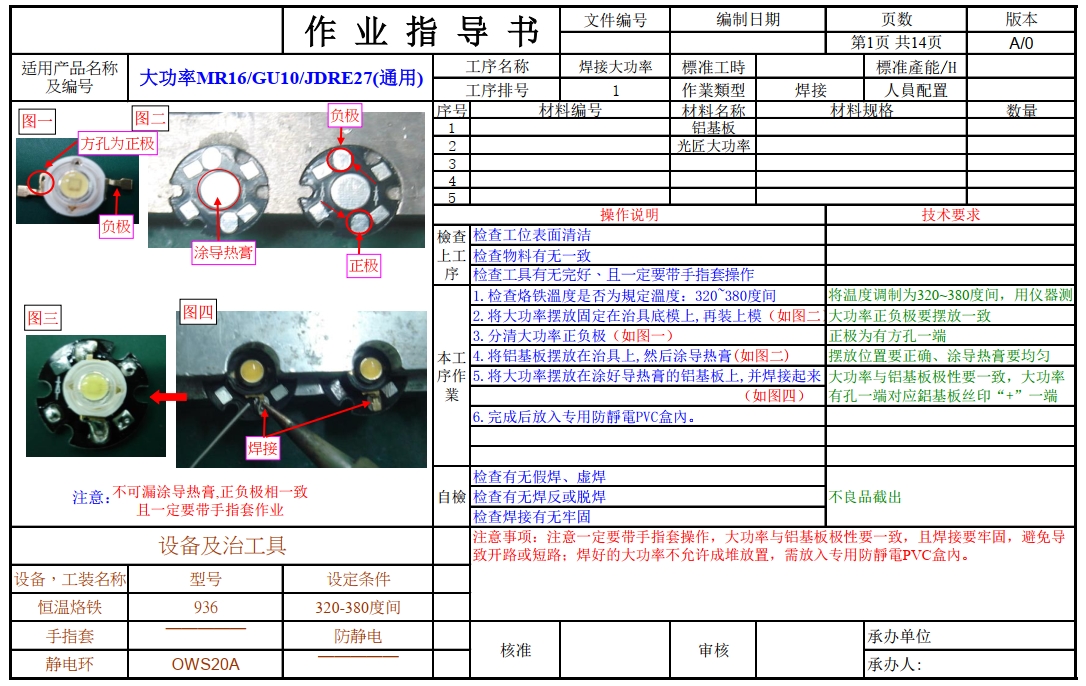 作 业 指 导 书
文件编号
编制日期
页数
版本
第1页 共14页
A/0
适用产品名称
及编号
大功率MR16/GU10/JDRE27(通用)
工序名称
焊接大功率
標准工時
標准產能/H
工序排号
1
作業類型
焊接
人員配置
序号
材料编号
材料名称
材料规格
数量
1
铝基板
2
光匠大功率
3
4
5
图一
方孔为正极
负极
图二
负极
涂导热膏
正极
图三
图四
焊接
注意:不可漏涂导热膏,正负极相一致
且一定要带手指套作业
操作说明
技术要求
檢查
上工
序
检查工位表面清洁
检查物料有无一致
检查工具有无完好、且一定要带手指套操作
本工
序作
業
1.检查烙铁温度是否为规定温度：320~380度间
将温度调制为320~380度间，用仪器测
2.将大功率摆放固定在治具底模上,再装上模（如图二
大功率正负极要摆放一致
3.分清大功率正负极（如图一）
正极为有方孔一端
4.将铝基板摆放在治具上,然后涂导热膏(如图二)
摆放位置要正确、涂导热膏要均匀
5.将大功率摆放在涂好导热膏的铝基板上,并焊接起来
（如图四）
大功率与铝基板极性要一致，大功率
有孔一端对应鋁基板丝印“+”一端
6.完成后放入专用防靜電PVC盒內。
自檢
检查有无假焊、虚焊
检查有无焊反或脱焊
检查焊接有无牢固
不良品截出
注意事项：注意一定要带手指套操作，大功率与铝基板极性要一致，且焊接要牢固，避免导
致开路或短路；焊好的大功率不允许成堆放置，需放入专用防靜電PVC盒內。
设备及治工具
设备，工装名称
型号
设定条件
恒温烙铁
936
320-380度间
手指套
防静电
静电环
OWS20A
核准
审核
承办单位
承办人: